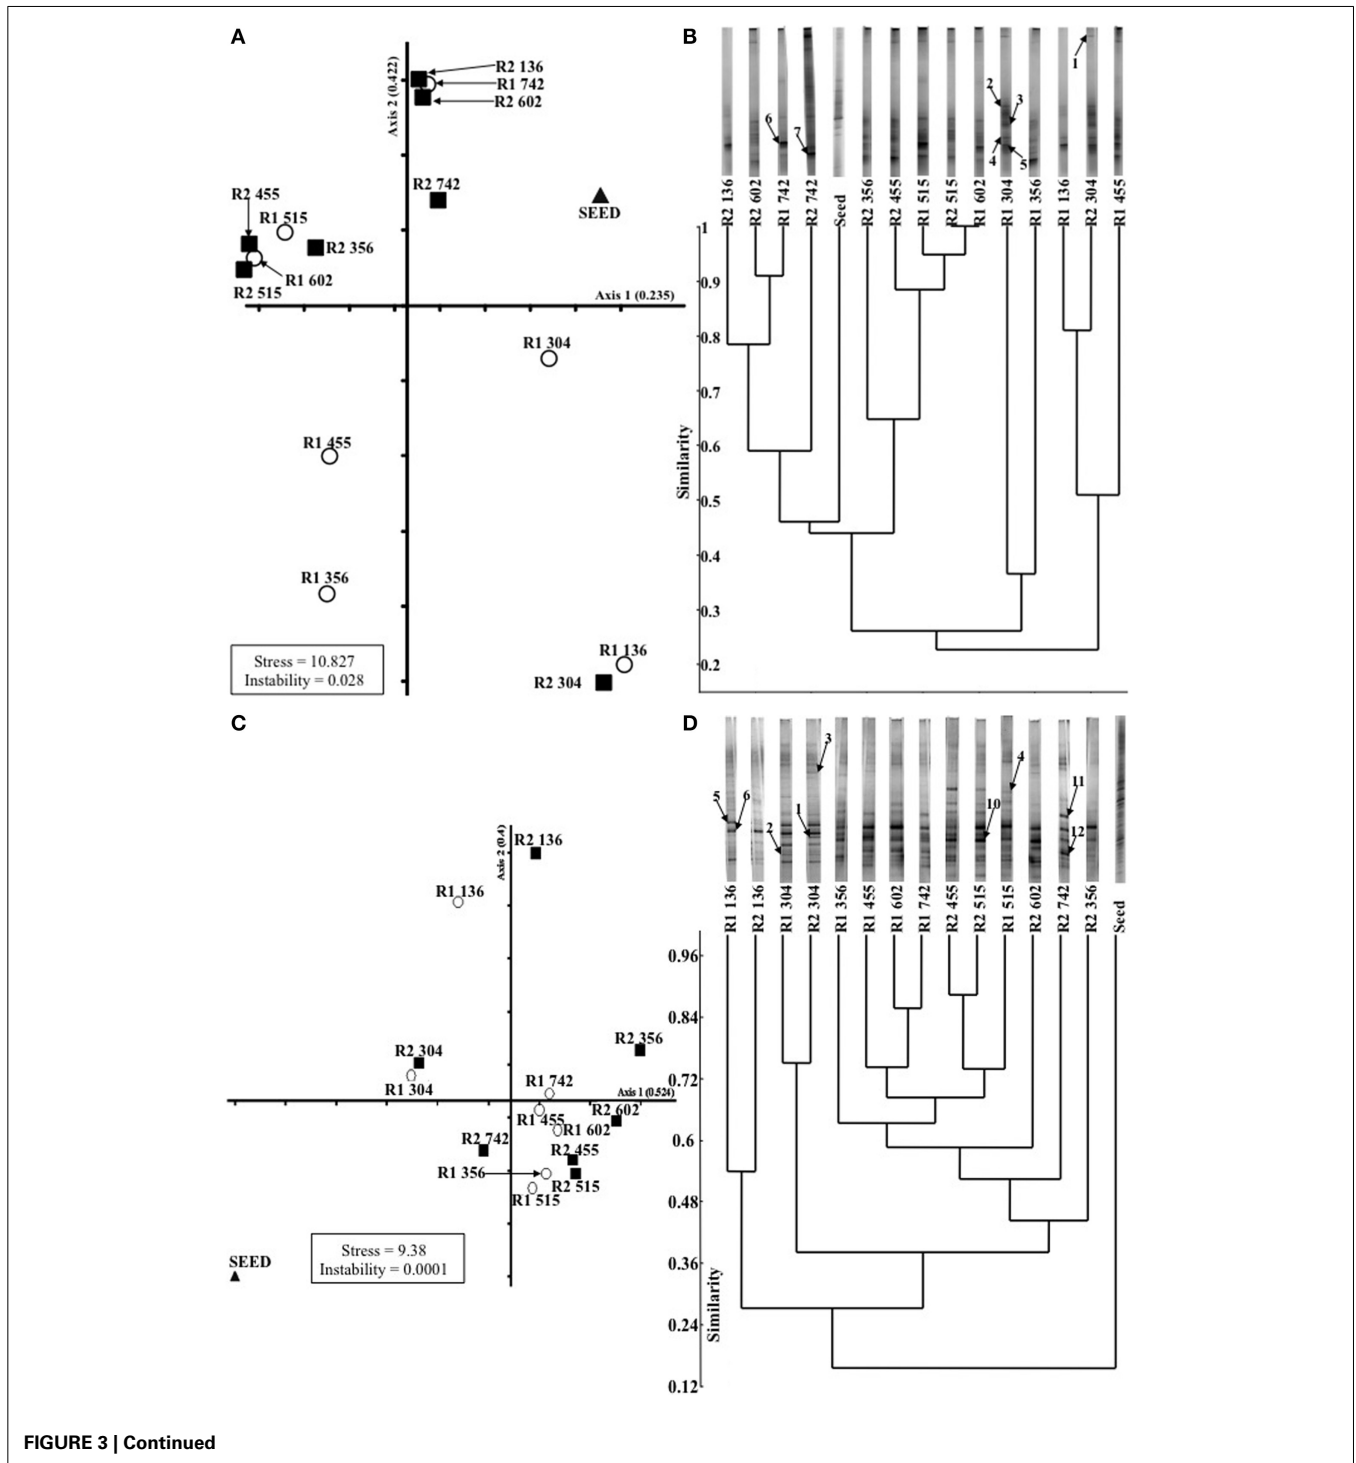 A
Axis 2 (0.422)
R2 136
R1 742
R2 602
R2 742
SEED
R2 455
R1 515
R2 356
R1 602
R2 515
Axis 1 (0.235)
R1 304
R1 455
R1 356
R1 136
R2 304
Stress = 10.827
Instability = 0.028
B
1
2
3
6
7
4
5
R2 136
R2 602
R1 742
R2 742
Seed
R2 356
R2 455
R1 515
R2 515
R1 602
R1 304
R1 356
R1 136
R2 304
R1 455
1
0.9
0.8
0.7
0.6
0.5
0.4
0.3
0.2
Similarity
C
Axis 2 (0.4)
R2 136
R1 136
R2 356
R2 304
R1 304
R1 742
Axis 1 (0.524)
R2 602
R1 455
R1 602
R2 742
R2 455
R1 356
R2 515
R1 515
SEED
Stress = 9.38
Instability = 0.0001
D
3
4
11
5
6
1
10
2
12
R1 136
R2 136
R1 304
R2 304
R1 356
R1 455
R1 602
R1 742
R2 455
R2 515
R1 515
R2 602
R2 742
R2 356
Seed
0.96
0.84
0.72
0.6
0.48
0.36
0.24
0.12
Similarity
FIGURE 3 | Continued